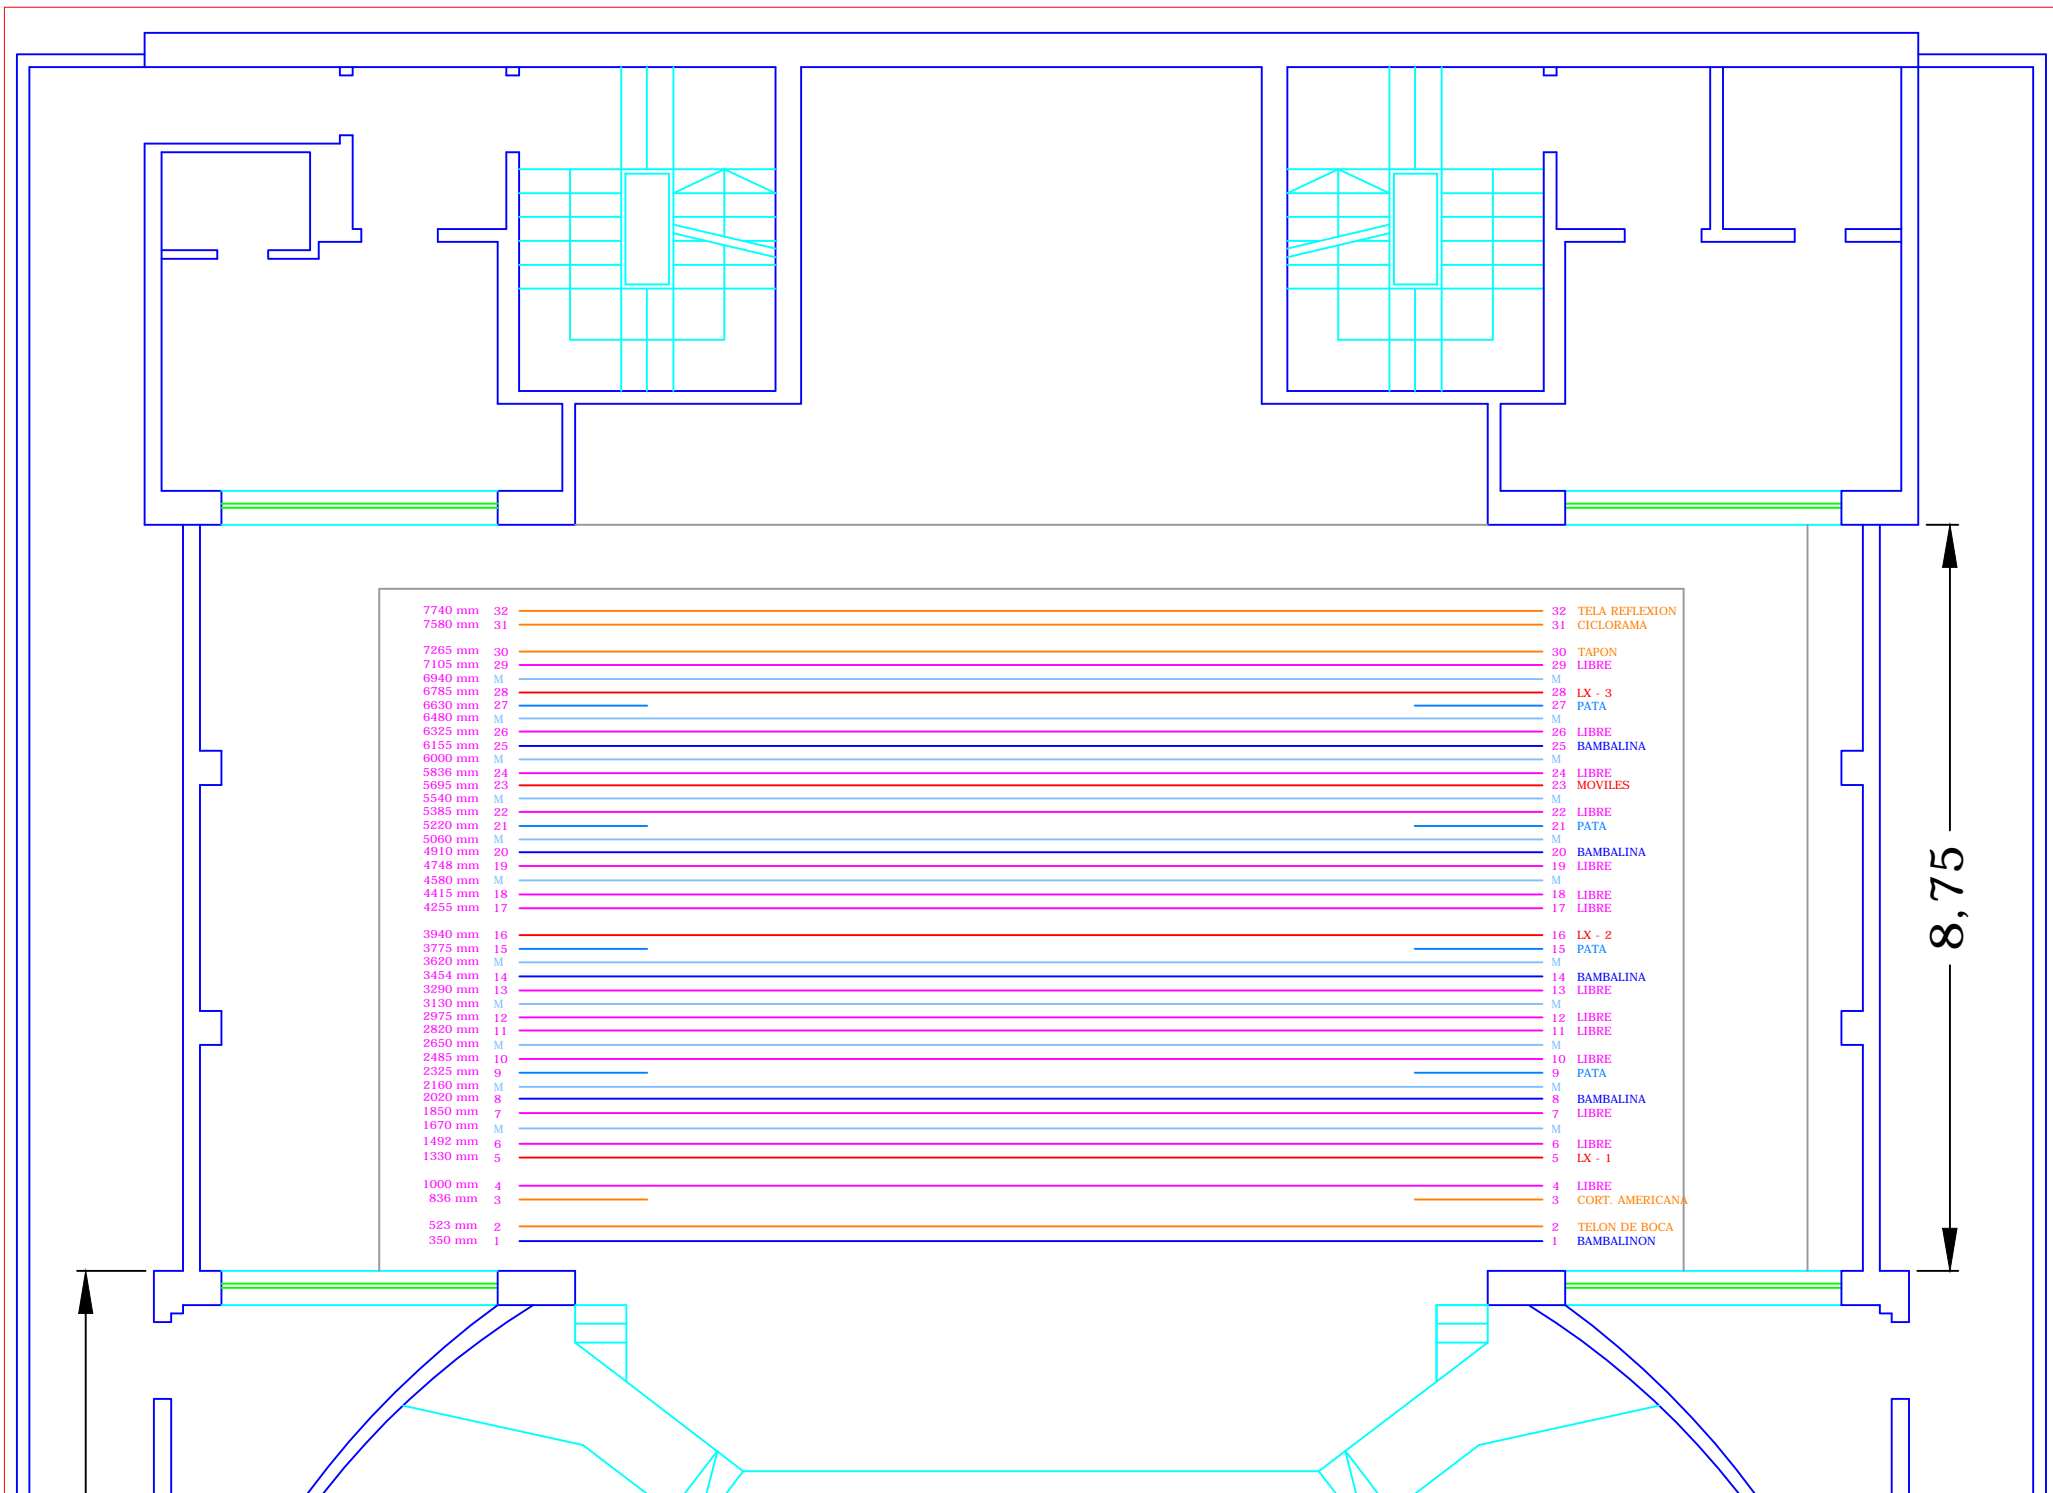 7740 mm 32 32 TELA REFLEXION
7580 mm 31 31 CICLORAMA
7265 mm 30 30 TAPON
7105 mm 29 29 LIBRE
6940 mm M M
6785 mm 28 28 LX - 3
6630 mm 27 27 PATA
6480 mm M M
6325 mm 26 26 LIBRE
6155 mm 25 25 BAMBALINA
6000 mm M M
5836 mm 24 24 LIBRE
5695 mm 23 23 MOVILES
5540 mm M M
5385 mm 22 22 LIBRE
5220 mm 21 21 PATA
5060 mm M M
4910 mm 20 20 BAMBALINA
4748 mm 19 19 LIBRE
4580 mm M M
4415 mm 18 18 LIBRE
4255 mm 17 17 LIBRE
3940 mm 16 16 LX - 2
3775 mm 15 15 PATA
3620 mm M M
3454 mm 14 14 BAMBALINA
3290 mm 13 13 LIBRE
3130 mm M M
2975 mm 12 12 LIBRE
2820 mm 11 11 LIBRE
2650 mm M M
2485 mm 10 10 LIBRE
2325 mm 9 9 PATA
2160 mm M M
2020 mm 8 8 BAMBALINA
1850 mm 7 7 LIBRE
1670 mm M M
1492 mm 6 6 LIBRE
1330 mm 5 5 LX - 1
1000 mm 4 4 LIBRE
836 mm 3 3 CORT. AMERICANA
523 mm 2 2 TELON DE BOCA
350 mm 1 1 BAMBALINON
8,75